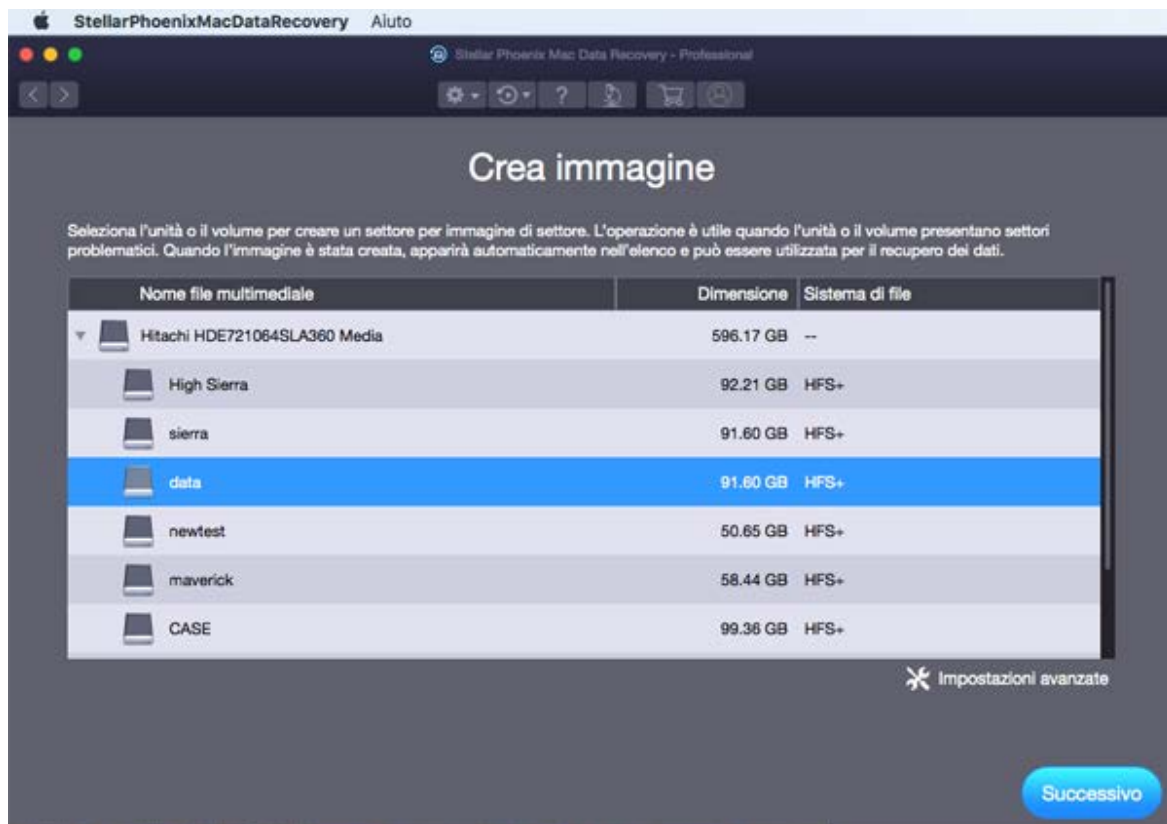 StellarPhoenixMacDataRecovery Aiuto
Stellar Phoenix Mac Data Recovery - Professional
?
Crea immagine
Seleziona l'unità o il volume per creare un settore per immagine di settore. L'operazione è utile quando l'unità o il volume presentano settori
problematici. Quando l'immagine è stata creata, apparirà automaticamente nell'elenco e può essere utilizzata per il recupero dei dati.
Nome file multimediale Dimensione Sistema di file
Hitachi HDE721064SLA360 Media 596.17 GB --
High Sierra 92.21 GB HFS+
sierra 91.60 GB HFS+
data 91.60 GB HFS+
newtest 50.65 GB HFS+
maverick 58.44 GB HFS+
CASE 99.36 GB HFS+
Impostazioni avanzate
Successivo